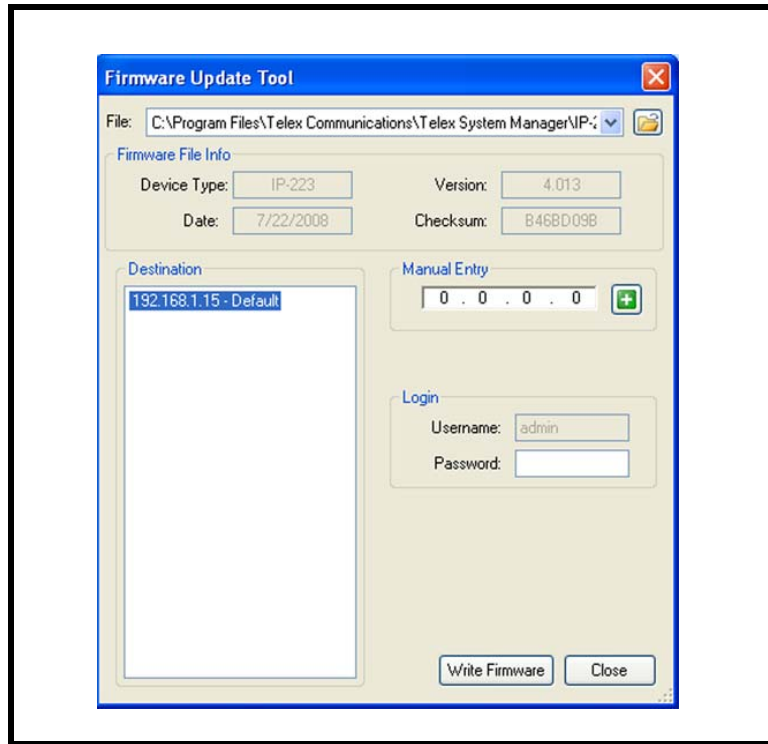 Firmware Update Tool
File: C:\Program Files\Telex Communications\Telex System Manager\IP-2
Firmware File Info
Device Type: IP-223 Version: 4.013
Date: 7/22/2008 Checksum: B46BD09B
Destination
192.168.1.15 - Default
Manual Entry
0 . 0 . 0 . 0
Login
Username: admin
Password:
Write Firmware Close